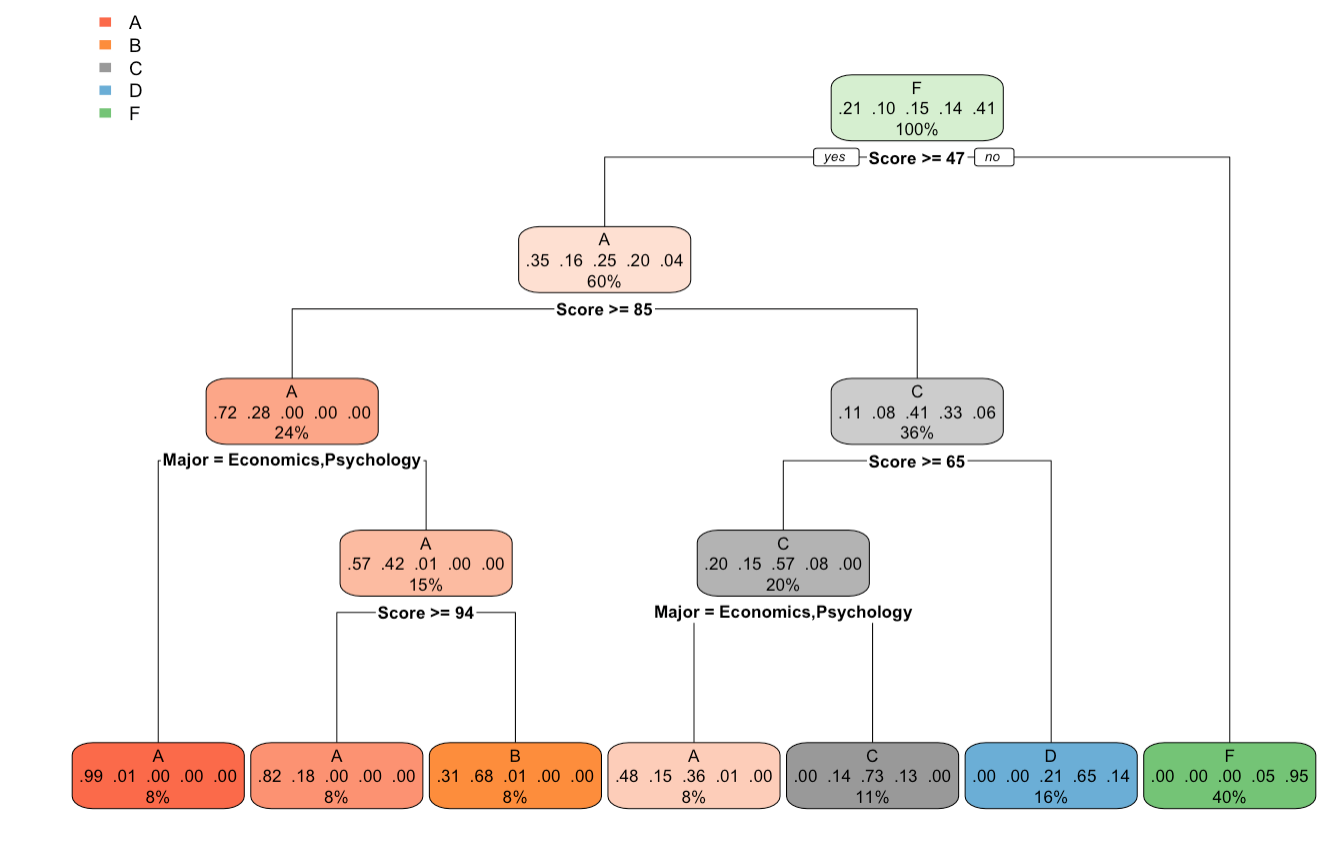 A
B
C
D
F
F
.21 .10 .15 .14 .41
100%
yes Score >= 47 no
A
.35 .16 .25 .20 .04
60%
Score >= 85
A
.72 .28 .00 .00 .00
24%
C
.11 .08 .41 .33 .06
36%
Major = Economics,Psychology
Score >= 65
A
.57 .42 .01 .00 .00
15%
C
.20 .15 .57 .08 .00
20%
Score >= 94
Major = Economics,Psychology
A
.99 .01 .00 .00 .00
8%
A
.82 .18 .00 .00 .00
8%
B
.31 .68 .01 .00 .00
8%
A
.48 .15 .36 .01 .00
8%
C
.00 .14 .73 .13 .00
11%
D
.00 .00 .21 .65 .14
16%
F
.00 .00 .00 .05 .95
40%